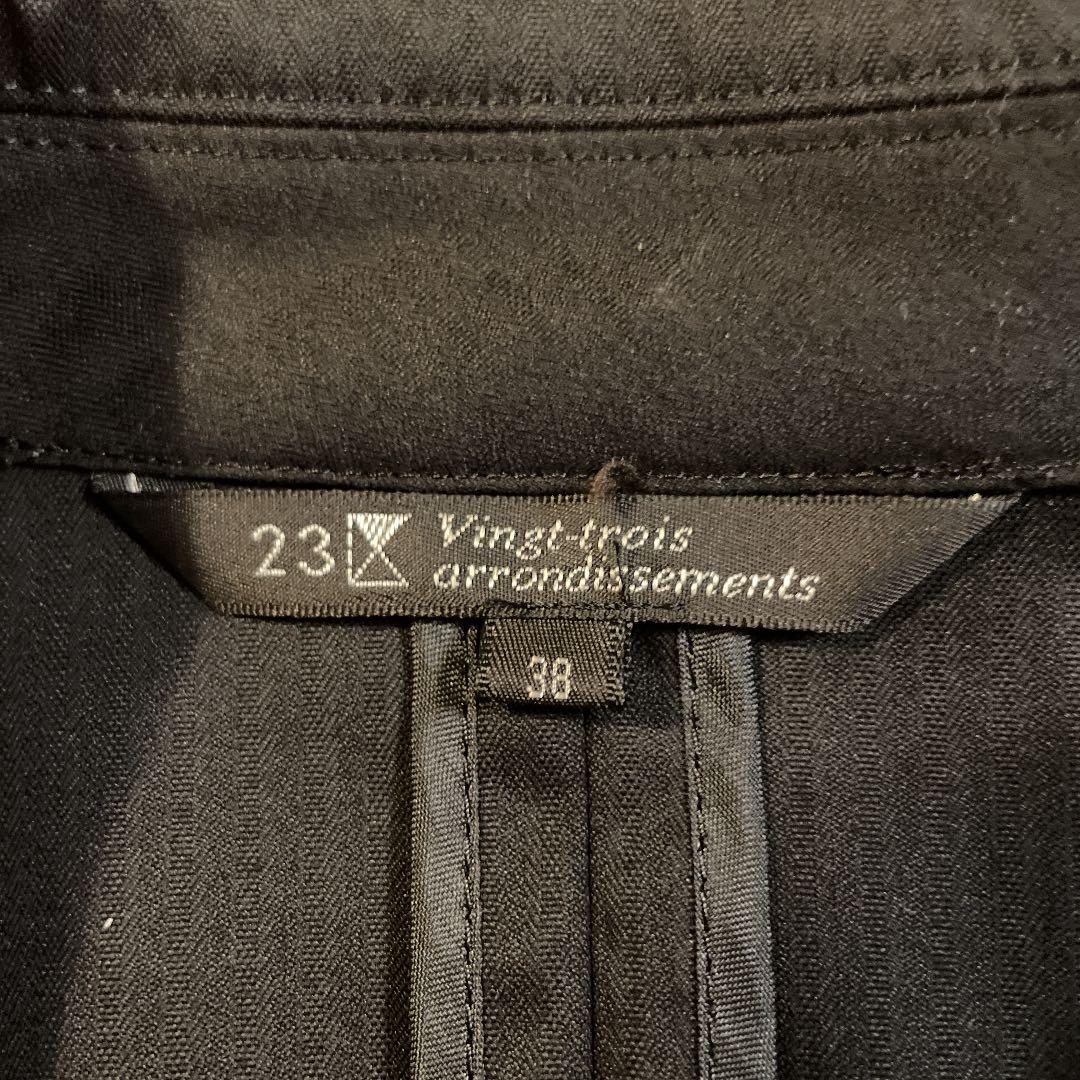 23 Vingt-trois
arrondissements
38